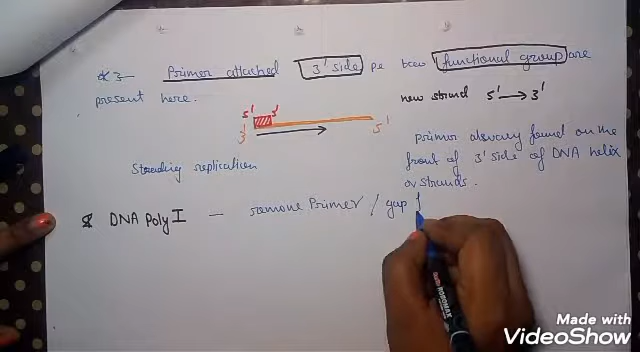 3— Primer attached 3' side pe bcw functional group are
present here.
new strand 5' → 3'
5' 3'
3' 5'
Primer always found on the
front of 3' side of DNA helix
or strands.
replication
DNA Poly I — remove Primer / gap f
Made with
VideoShow